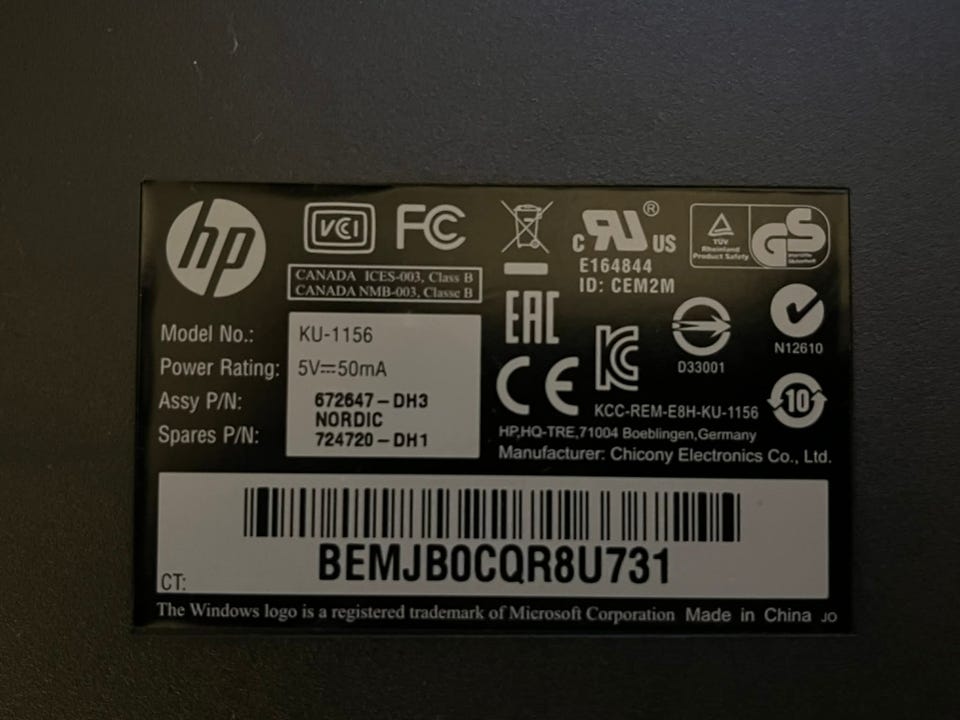 hp
VCI FC
CANADA ICES-003, Class B
CANADA NMB-003, Classe B
Model No.: KU-1156
Power Rating: 5V⎓50mA
Assy P/N: 672647-DH3
NORDIC
Spares P/N: 724720-DH1
c RU ® US
E164844
ID: CEM2M
TÜV
Rheinland
Product Safety
GS
EAC
CE
KC
D33001
N12610
10
KCC-REM-E8H-KU-1156
HP,HQ-TRE,71004 Boeblingen,Germany
Manufacturer: Chicony Electronics Co., Ltd.
BEMJB0CQR8U731
CT:
The Windows logo is a registered trademark of Microsoft Corporation Made in China JO